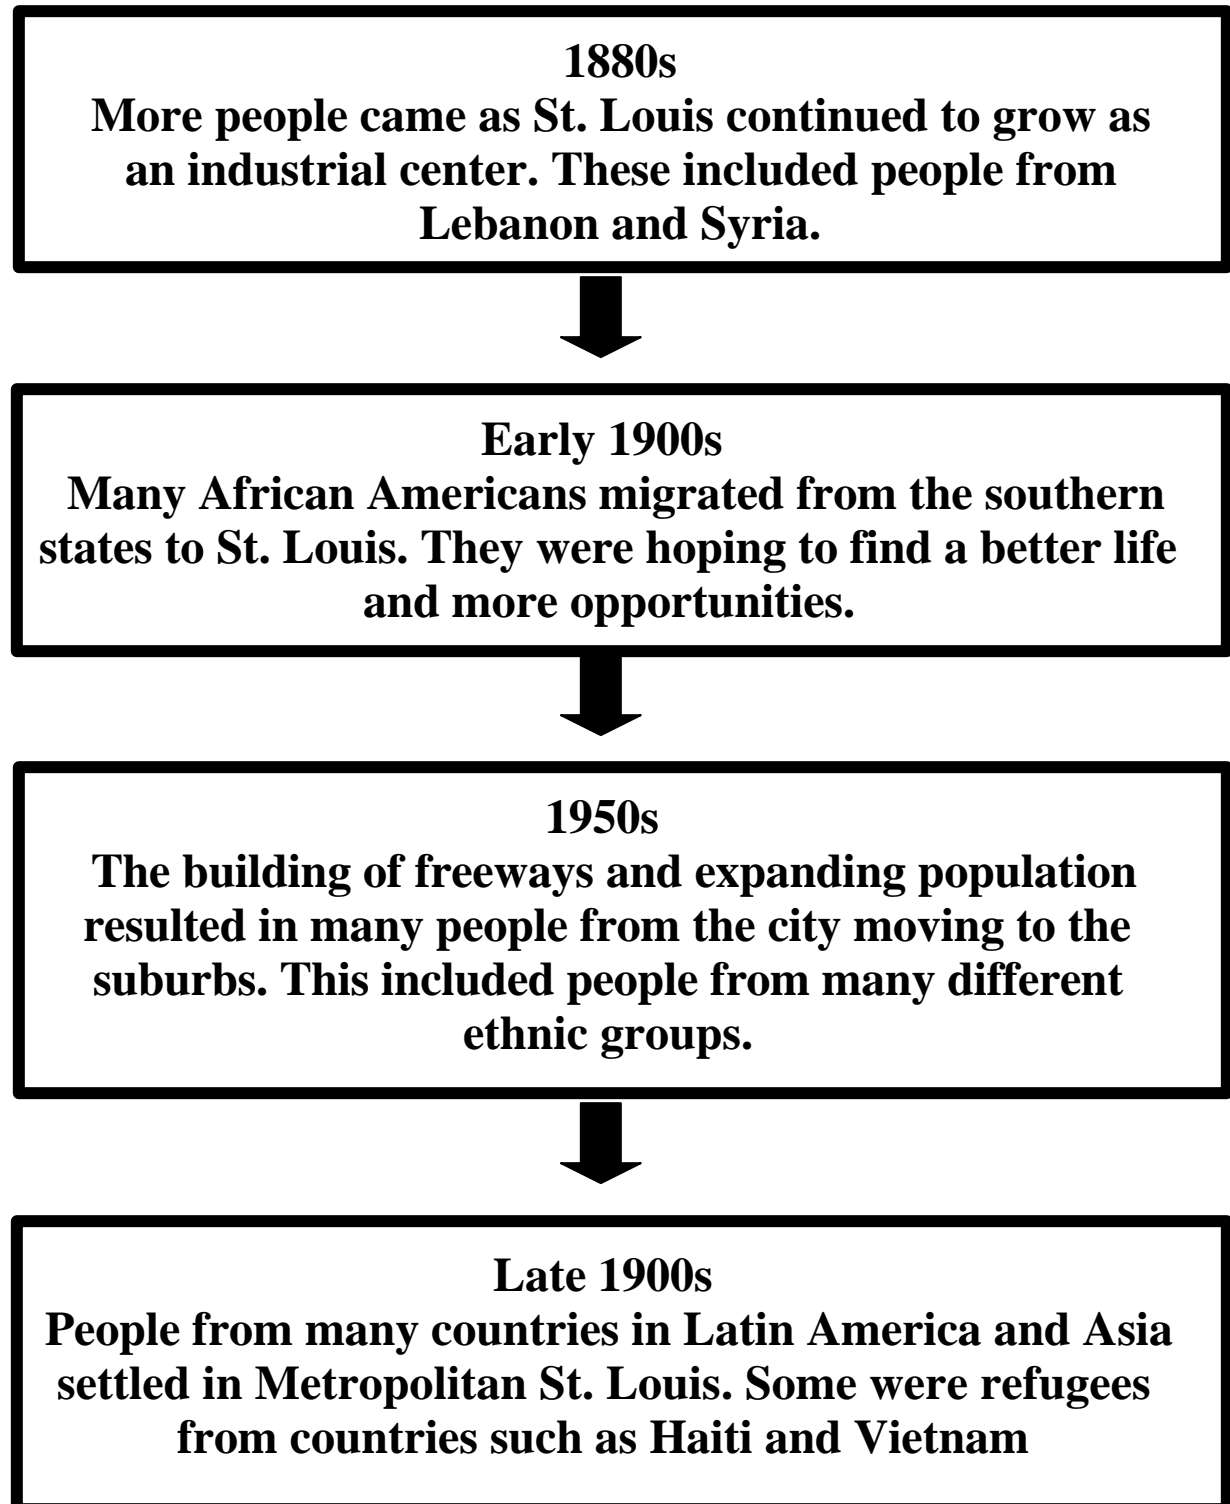 1880s
More people came as St. Louis continued to grow as
an industrial center. These included people from
Lebanon and Syria.
Early 1900s
Many African Americans migrated from the southern
states to St. Louis. They were hoping to find a better life
and more opportunities.
1950s
The building of freeways and expanding population
resulted in many people from the city moving to the
suburbs. This included people from many different
ethnic groups.
Late 1900s
People from many countries in Latin America and Asia
settled in Metropolitan St. Louis. Some were refugees
from countries such as Haiti and Vietnam